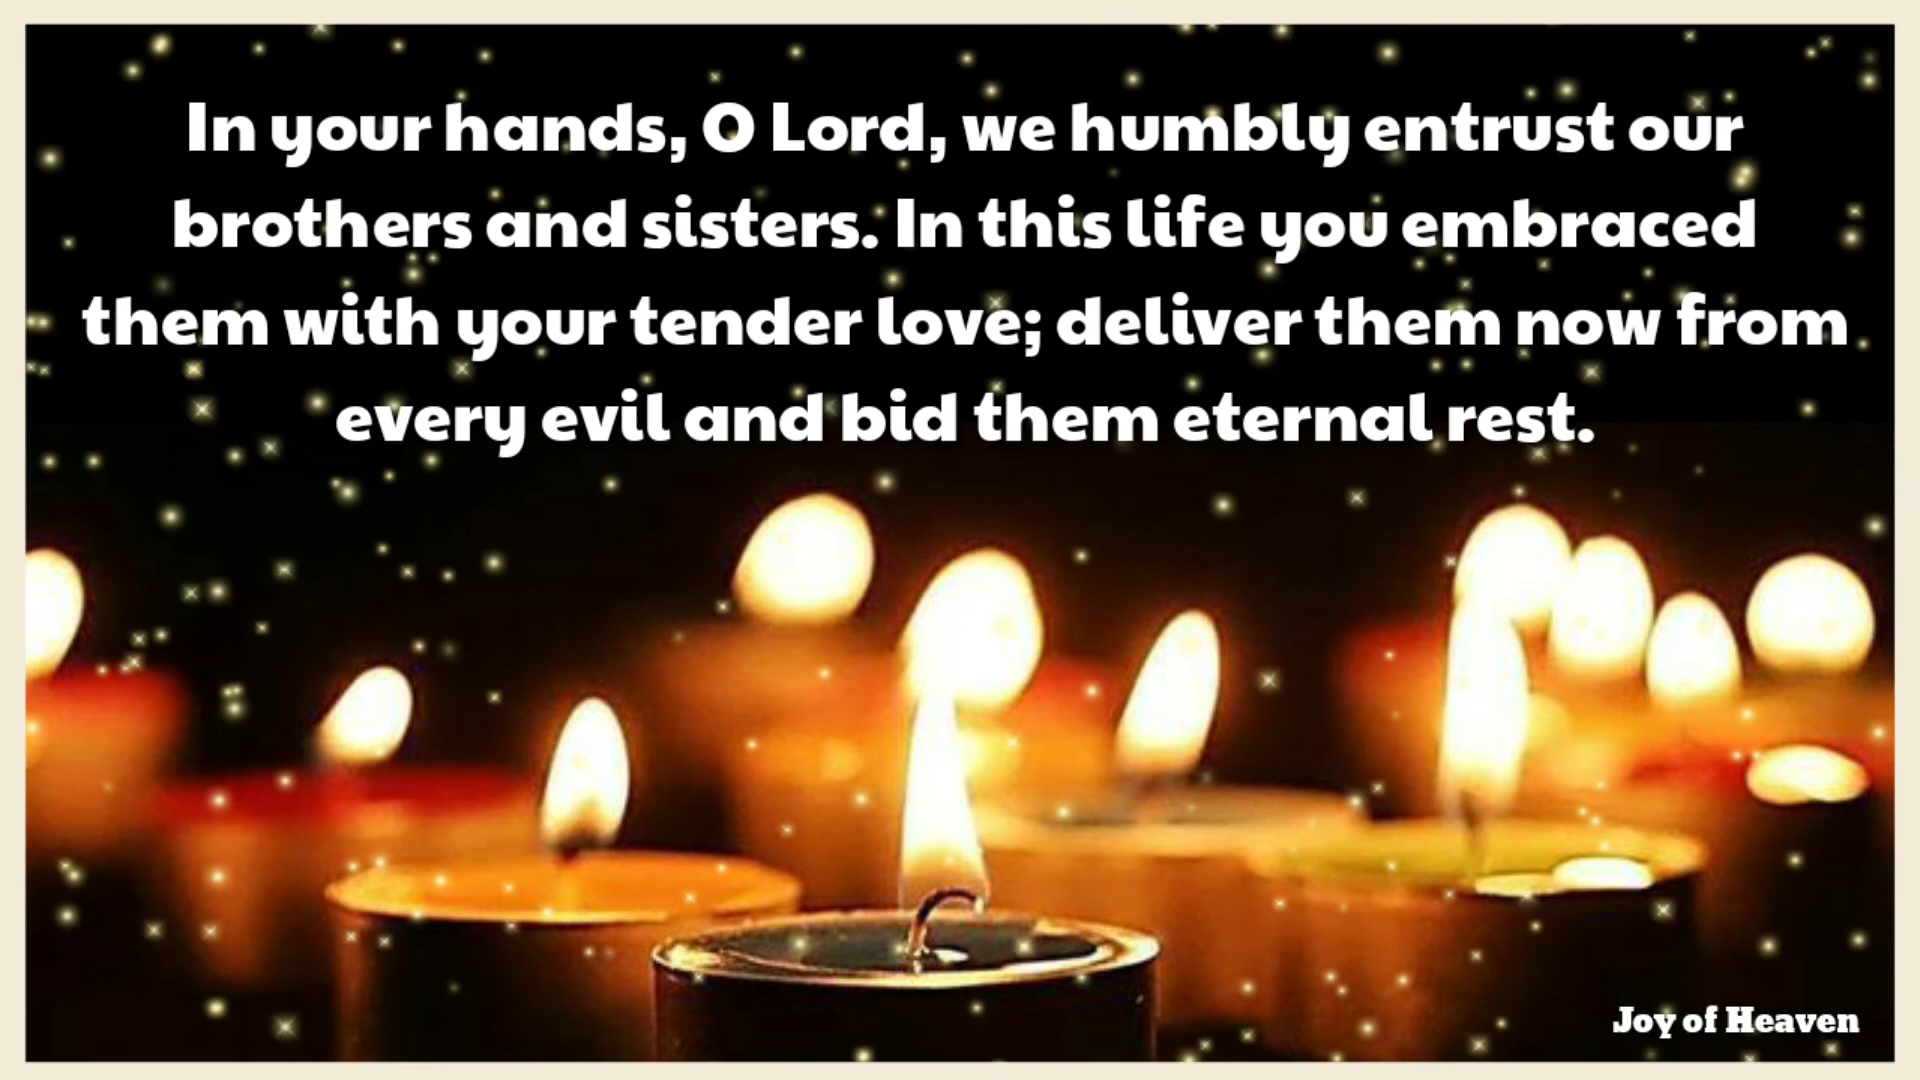 In your hands, O Lord, we humbly entrust our
brothers and sisters. In this life you embraced
them with your tender love; deliver them now from
every evil and bid them eternal rest.
Joy of Heaven